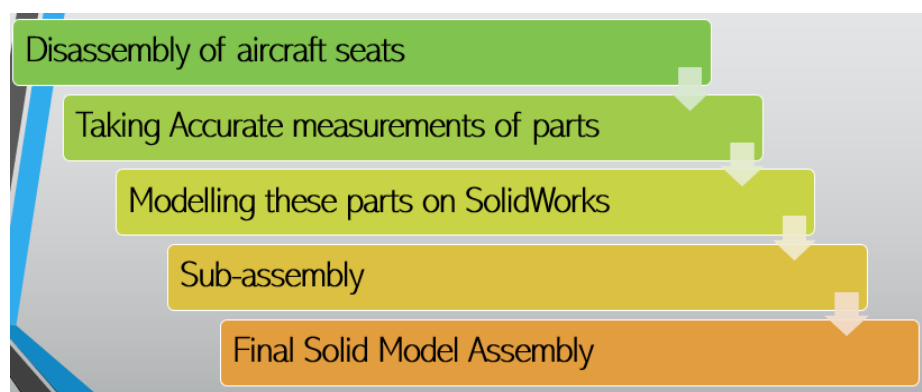 Disassembly of aircraft seats
Taking Accurate measurements of parts
Modelling these parts on SolidWorks
Sub-assembly
Final Solid Model Assembly